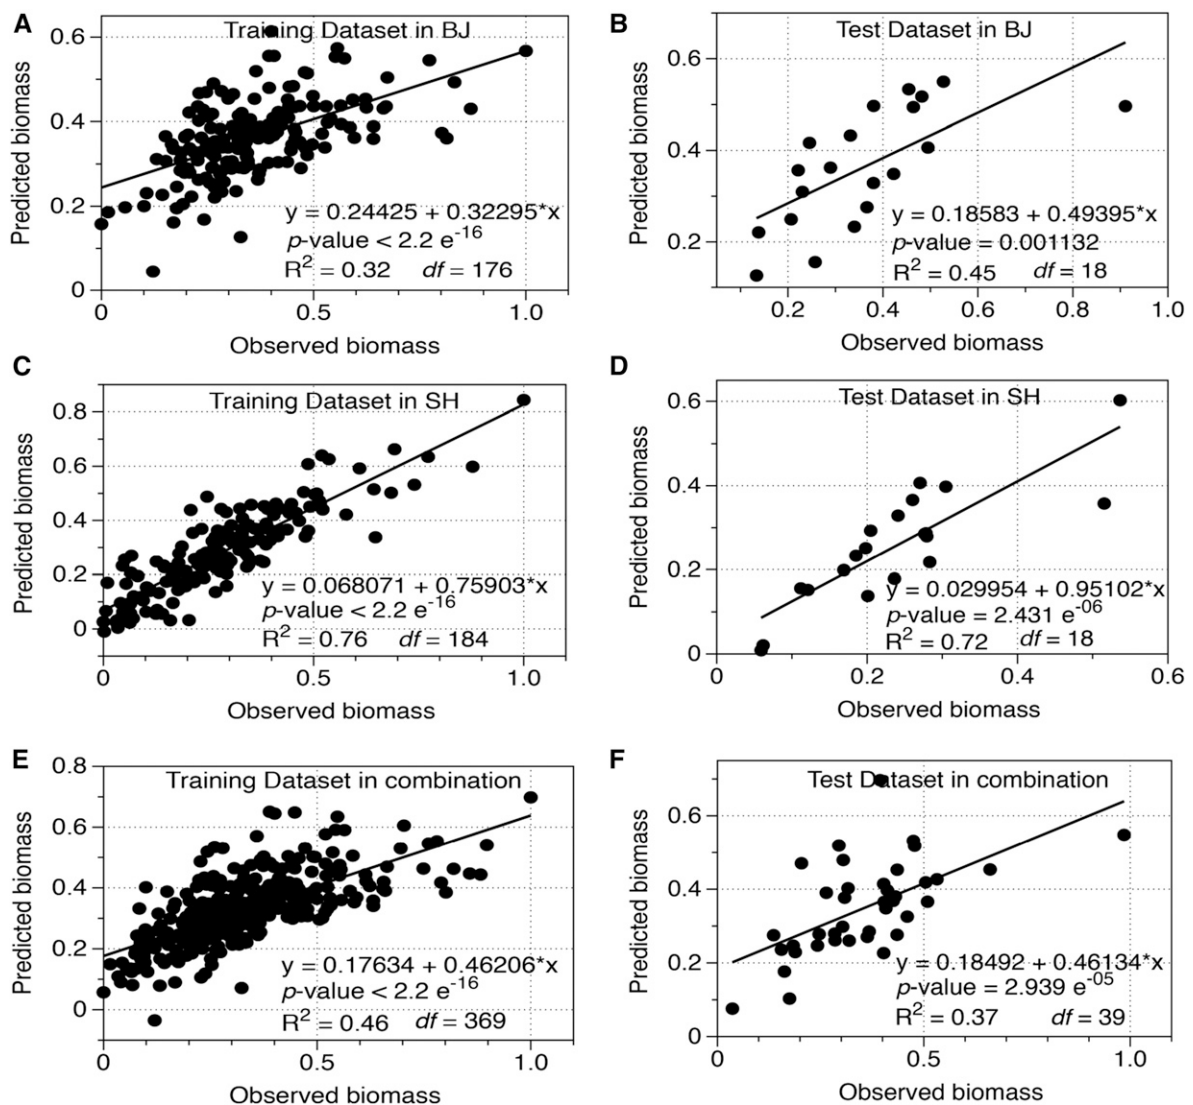 A
Training Dataset in BJ
Predicted biomass
0.6
0.4
0.2
0
y = 0.24425 + 0.32295*x
p-value < 2.2 e-16
R2 = 0.32 df = 176
0 0.5 1.0
Observed biomass
B
Test Dataset in BJ
Predicted biomass
0.6
0.4
0.2
y = 0.18583 + 0.49395*x
p-value = 0.001132
R2 = 0.45 df = 18
0.2 0.4 0.6 0.8 1.0
Observed biomass
C
Training Dataset in SH
Predicted biomass
0.8
0.6
0.4
0.2
0
y = 0.068071 + 0.75903*x
p-value < 2.2 e-16
R2 = 0.76 df = 184
0 0.5 1.0
Observed biomass
D
Test Dataset in SH
Predicted biomass
0.6
0.4
0.2
0
y = 0.029954 + 0.95102*x
p-value = 2.431 e-06
R2 = 0.72 df = 18
0 0.2 0.4 0.6
Observed biomass
E
Training Dataset in combination
Predicted biomass
0.8
0.6
0.4
0.2
0
y = 0.17634 + 0.46206*x
p-value < 2.2 e-16
R2 = 0.46 df = 369
0 0.5 1.0
Observed biomass
F
Test Dataset in combination
Predicted biomass
0.6
0.4
0.2
0
y = 0.18492 + 0.46134*x
p-value = 2.939 e-05
R2 = 0.37 df = 39
0 0.5 1.0
Observed biomass